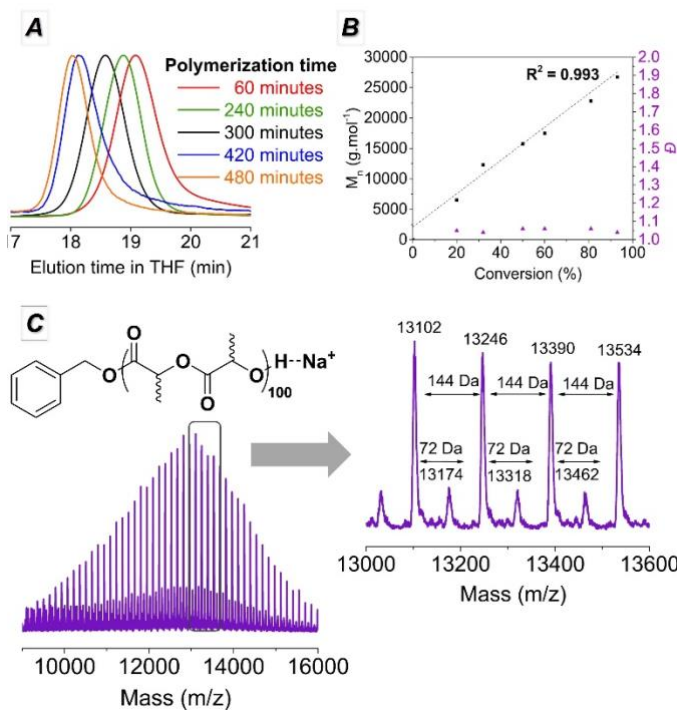 A
Polymerization time
60 minutes
240 minutes
300 minutes
420 minutes
480 minutes
17 18 19 20 21
Elution time in THF (min)
B
30000
25000
20000
15000
10000
5000
0
Mn (g.mol⁻¹)
R² = 0.993
2.0
1.9
1.8
1.7
1.6
1.5
1.4
1.3
1.2
1.1
1.0
Đ
0 20 40 60 80 100
Conversion (%)
C
O
O
O
O
O
H--Na⁺
100
10000 12000 14000 16000
Mass (m/z)
13102 13246 13390 13534
144 Da 144 Da 144 Da
72 Da 72 Da 72 Da
13174 13318 13462
13000 13200 13400 13600
Mass (m/z)